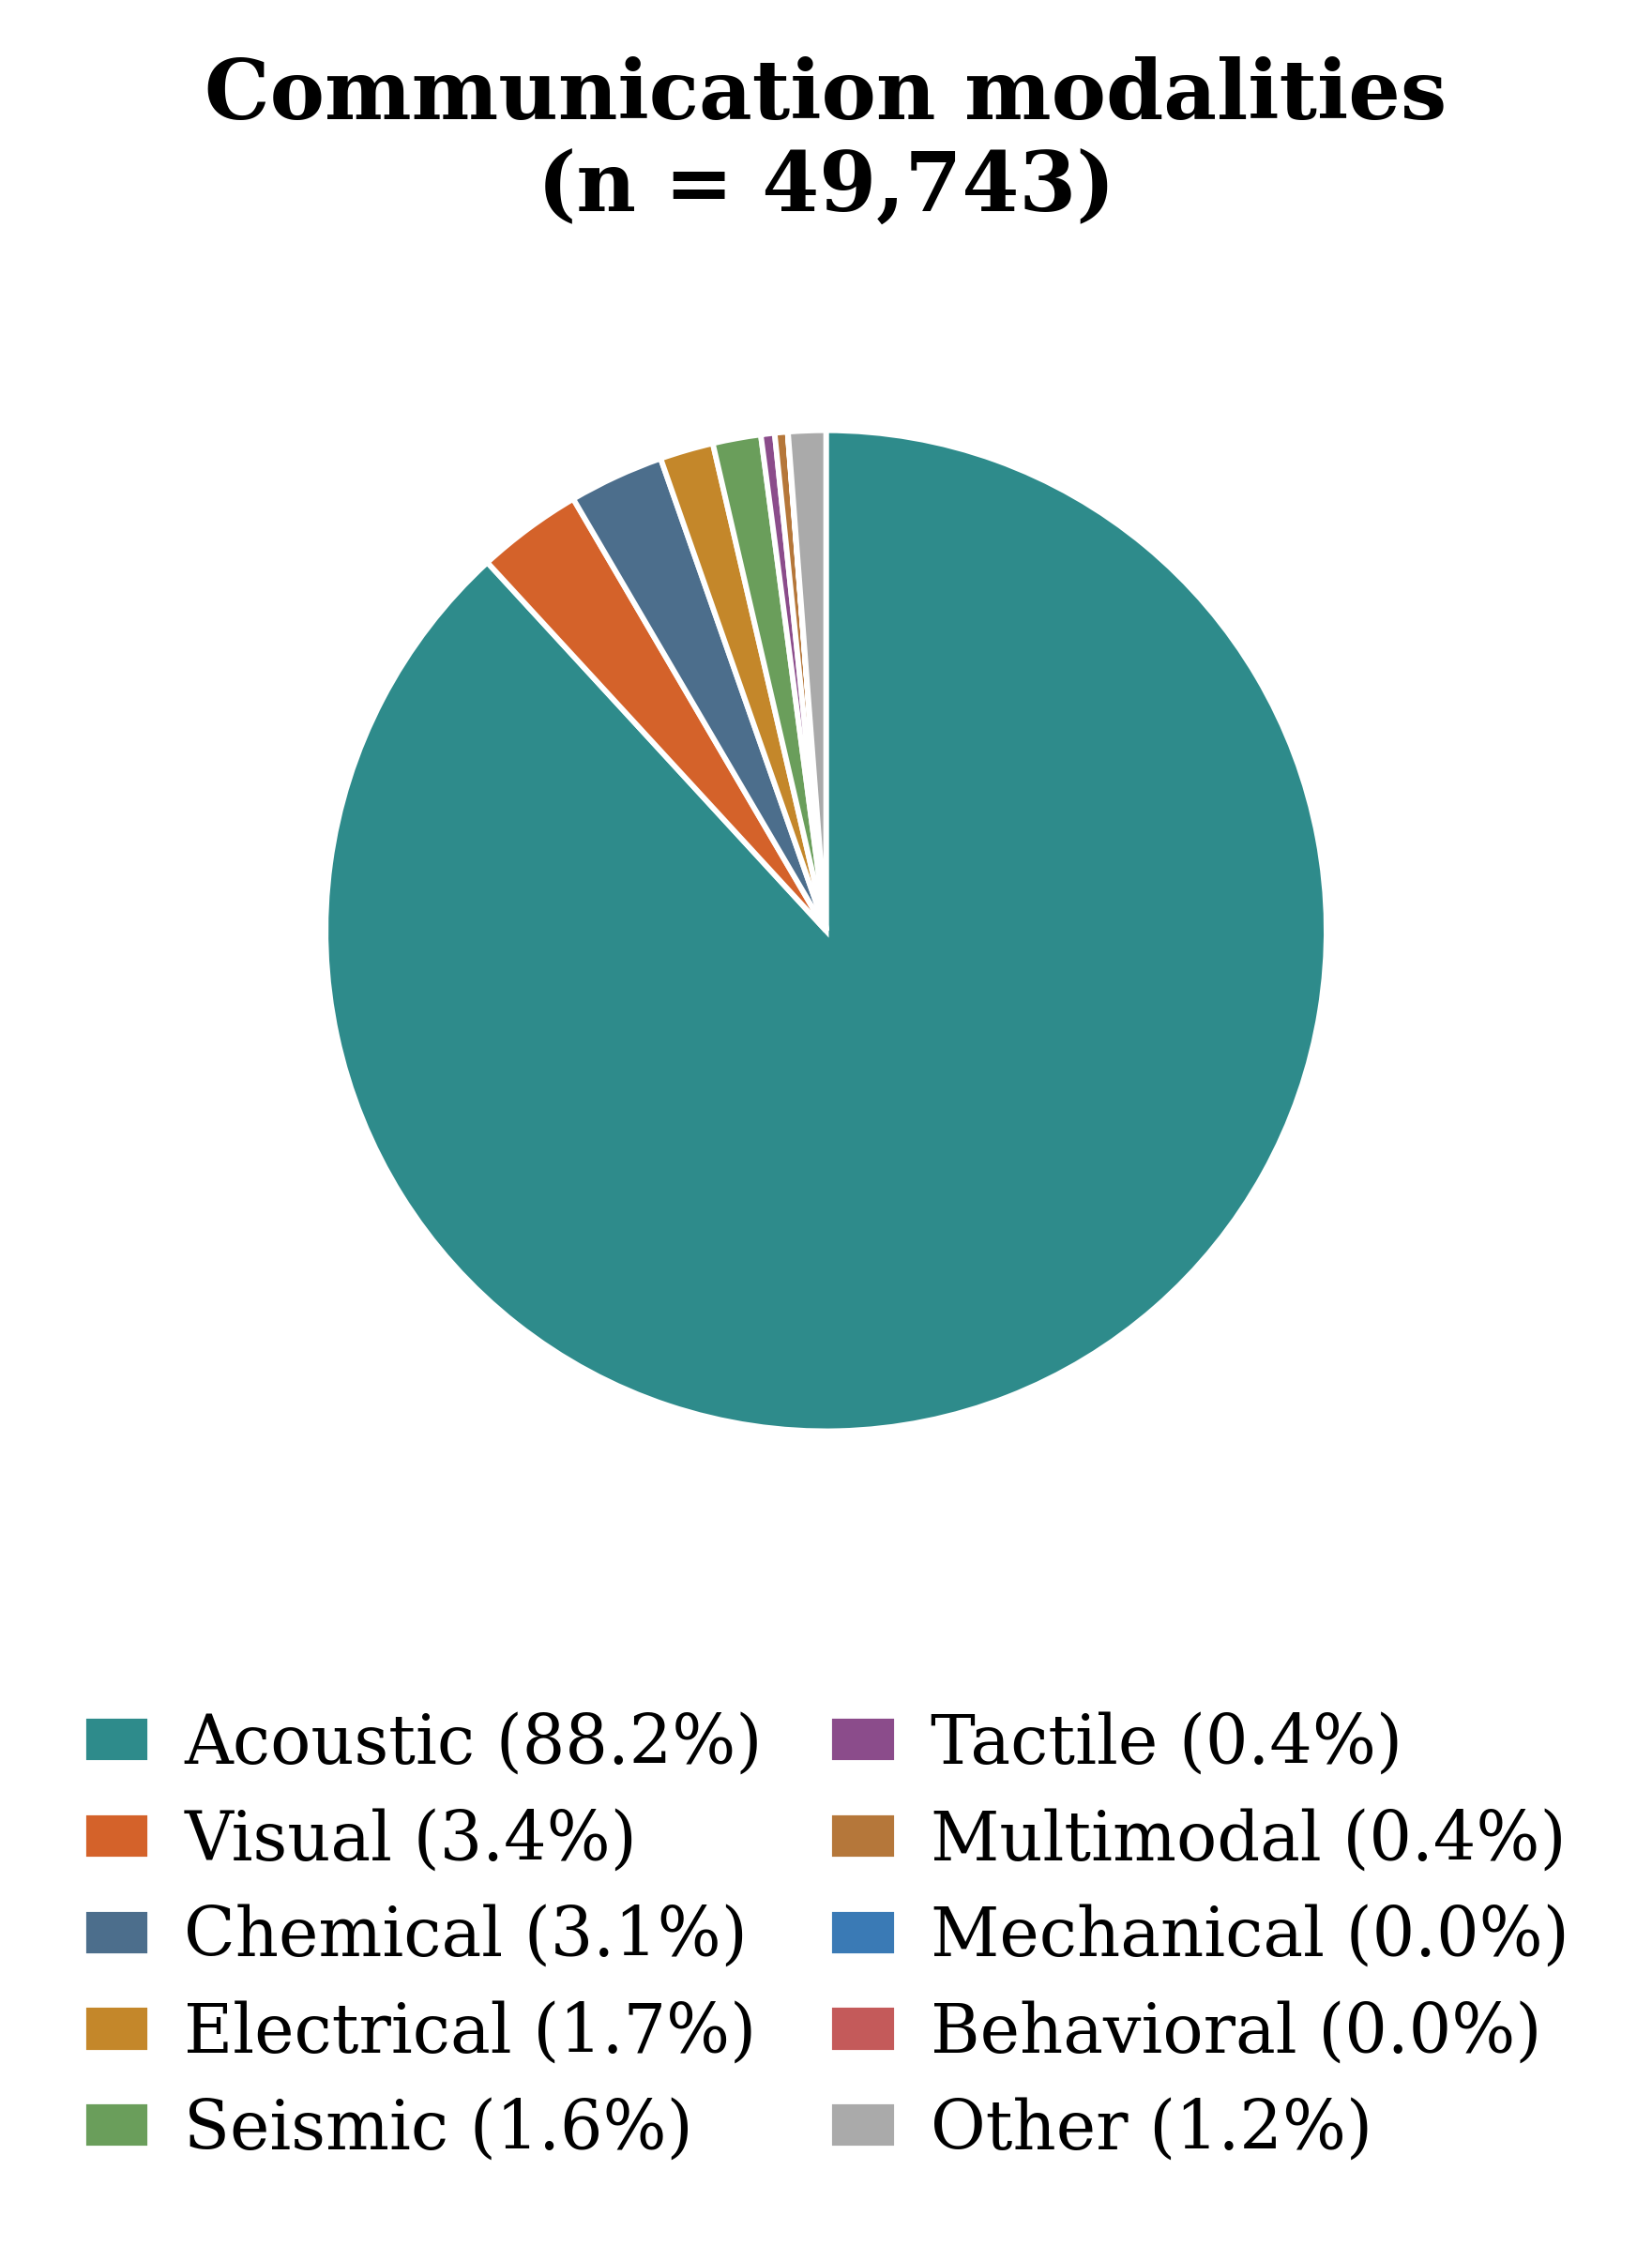 Communication modalities
(n = 49,743)
Acoustic (88.2%)
Visual (3.4%)
Chemical (3.1%)
Electrical (1.7%)
Seismic (1.6%)
Tactile (0.4%)
Multimodal (0.4%)
Mechanical (0.0%)
Behavioral (0.0%)
Other (1.2%)